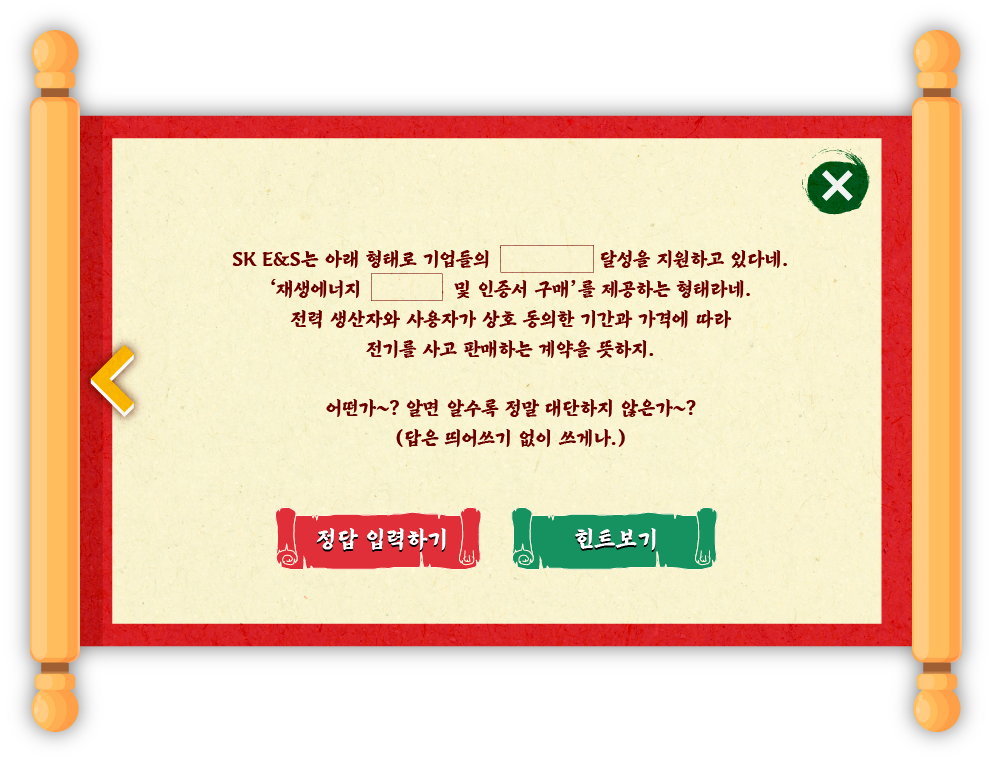 SK E&S는 아래 형태로 기업들의 달성을 지원하고 있다네.
‘재생에너지 및 인증서 구매’를 제공하는 형태라네.
전력 생산자와 사용자가 상호 동의한 기간과 가격에 따라
전기를 사고 판매하는 계약을 뜻하지.
어떤가~? 알면 알수록 정말 대단하지 않은가~?
(답은 띄어쓰기 없이 쓰게나.)
정답 입력하기
힌트보기